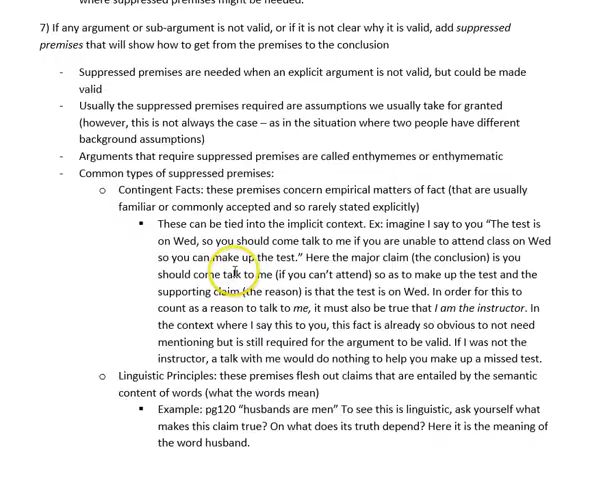 where suppressed premises might be needed.
7) If any argument or sub-argument is not valid, or if it is not clear why it is valid, add suppressed
premises that will show how to get from the premises to the conclusion
- Suppressed premises are needed when an explicit argument is not valid, but could be made
valid
- Usually the suppressed premises required are assumptions we usually take for granted
(however, this is not always the case – as in the situation where two people have different
background assumptions)
- Arguments that require suppressed premises are called enthymemes or enthymematic
- Common types of suppressed premises:
o Contingent Facts: these premises concern empirical matters of fact (that are usually
familiar or commonly accepted and so rarely stated explicitly)
▪ These can be tied into the implicit context. Ex: imagine I say to you “The test is
on Wed, so you should come talk to me if you are unable to attend class on Wed
so you can make up the test.” Here the major claim (the conclusion) is you
should come talk to me (if you can’t attend) so as to make up the test and the
supporting claim (the reason) is that the test is on Wed. In order for this to
count as a reason to talk to me, it must also be true that I am the instructor. In
the context where I say this to you, this fact is already so obvious to not need
mentioning but is still required for the argument to be valid. If I was not the
instructor, a talk with me would do nothing to help you make up a missed test.
o Linguistic Principles: these premises flesh out claims that are entailed by the semantic
content of words (what the words mean)
▪ Example: pg120 “husbands are men” To see this is linguistic, ask yourself what
makes this claim true? On what does its truth depend? Here it is the meaning of
the word husband.